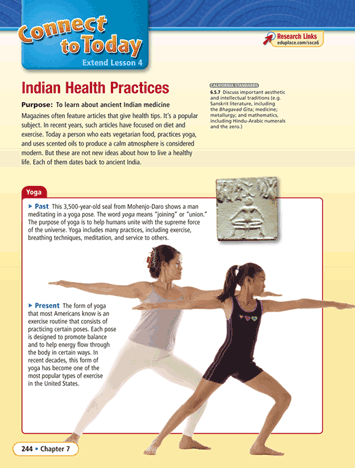 Connect
to Today
Extend Lesson 4
Research Links
eduplace.com/ssca6
Indian Health Practices
Purpose: To learn about ancient Indian medicine
Magazines often feature articles that give health tips. It's a popular
subject. In recent years, such articles have focused on diet and
exercise. Today a person who eats vegetarian food, practices yoga,
and uses scented oils to produce a calm atmosphere is considered
modern. But these are not new ideas about how to live a healthy
life. Each of them dates back to ancient India.
CALIFORNIA STANDARDS
6.5.7 Discuss important aesthetic
and intellectual traditions (e.g.
Sanskrit literature, including
the Bhagavad Gita; medicine;
metallurgy; and mathematics,
including Hindu-Arabic numerals
and the zero.)
Yoga
▶ Past This 3,500-year-old seal from Mohenjo-Daro shows a man
meditating in a yoga pose. The word yoga means "joining" or "union."
The purpose of yoga is to help humans unite with the supreme force
of the universe. Yoga includes many practices, including exercise,
breathing techniques, meditation, and service to others.
▶ Present The form of yoga
that most Americans know is an
exercise routine that consists of
practicing certain poses. Each pose
is designed to promote balance
and to help energy flow through
the body in certain ways. In
recent decades, this form of
yoga has become one of the
most popular types of exercise
in the United States.
244 • Chapter 7